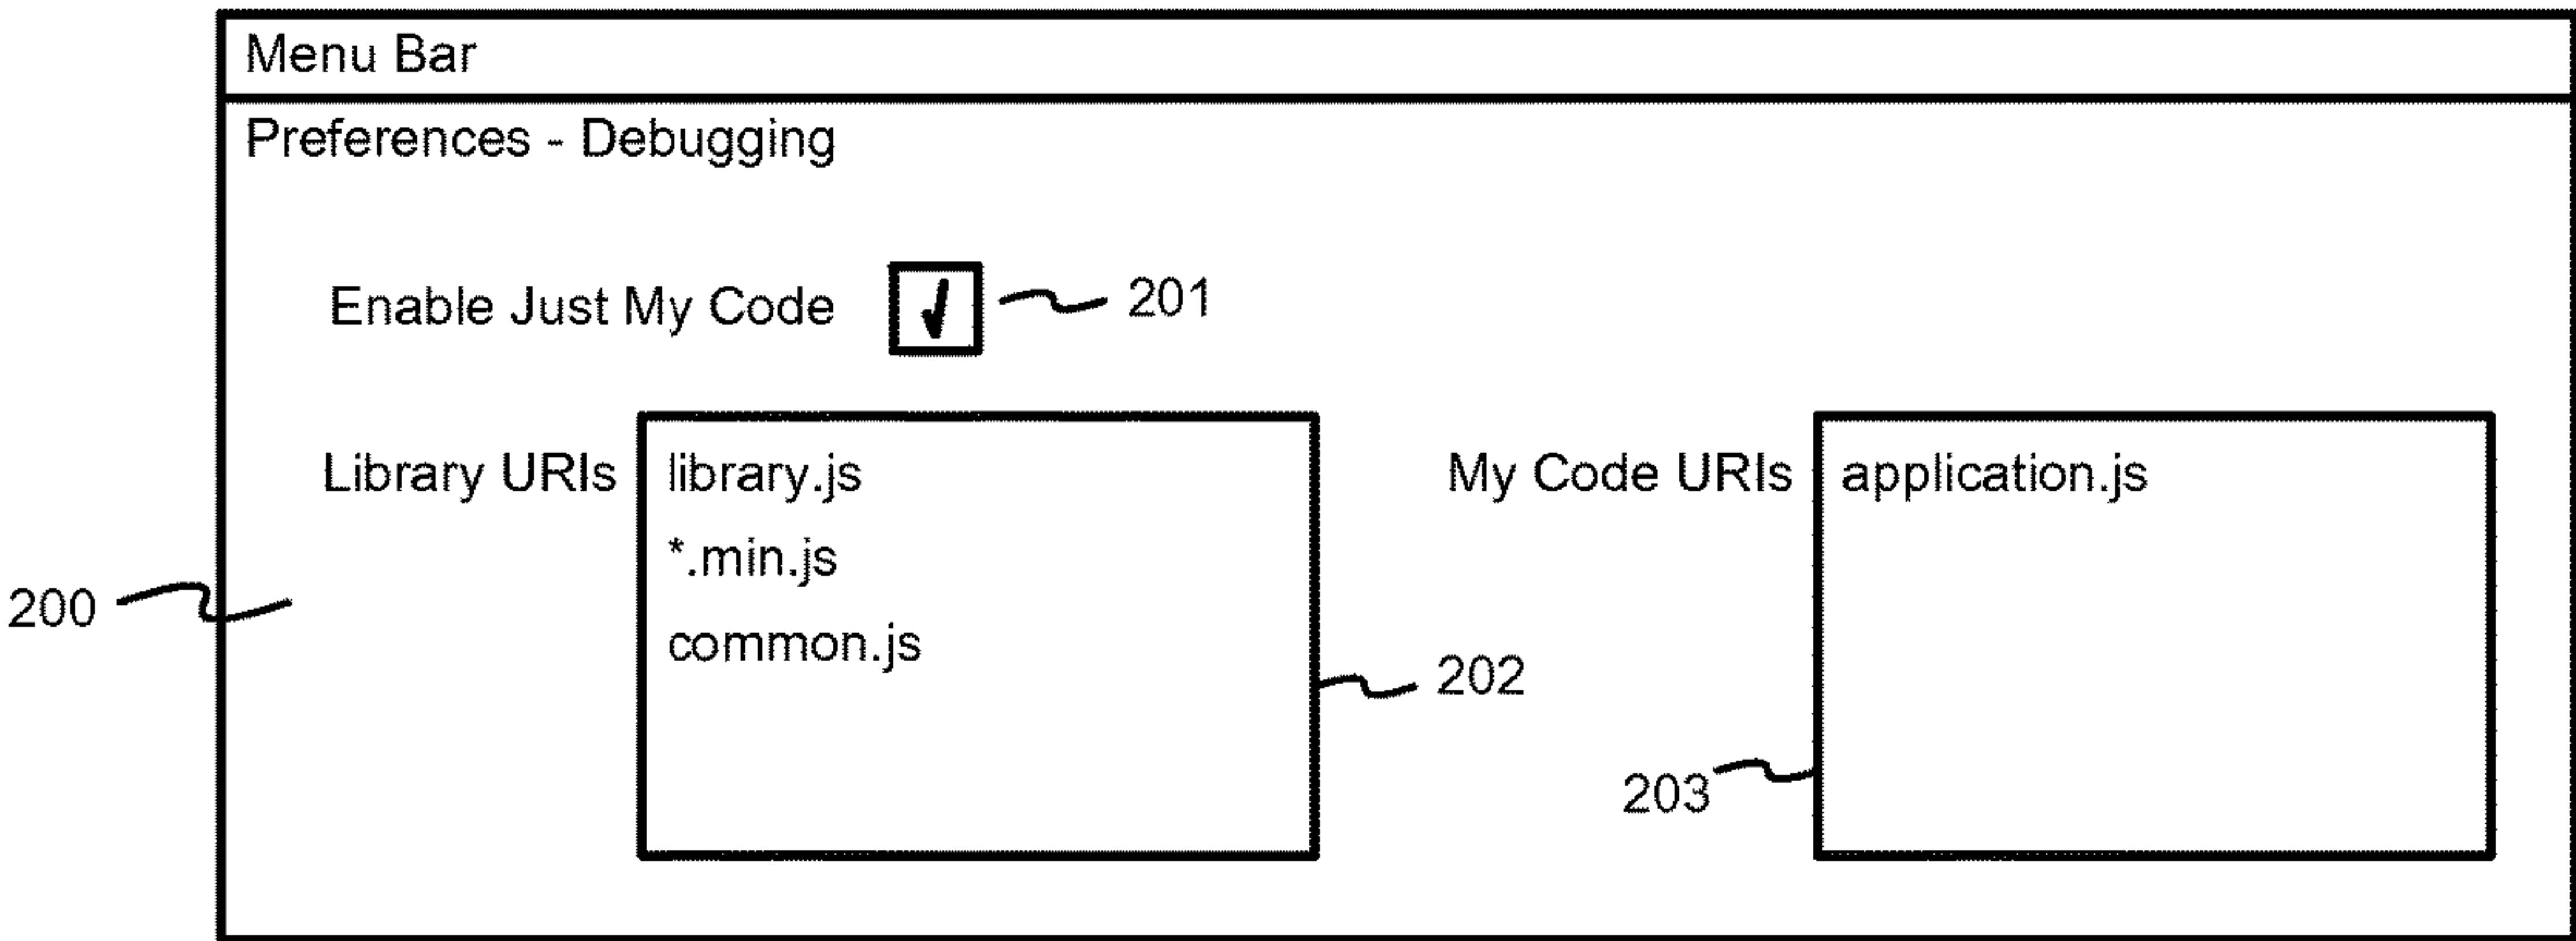 Menu Bar
Preferences - Debugging
Enable Just My Code
201
Library URIs
library.js
*.min.js
common.js
My Code URIs
application.js
200
202
203